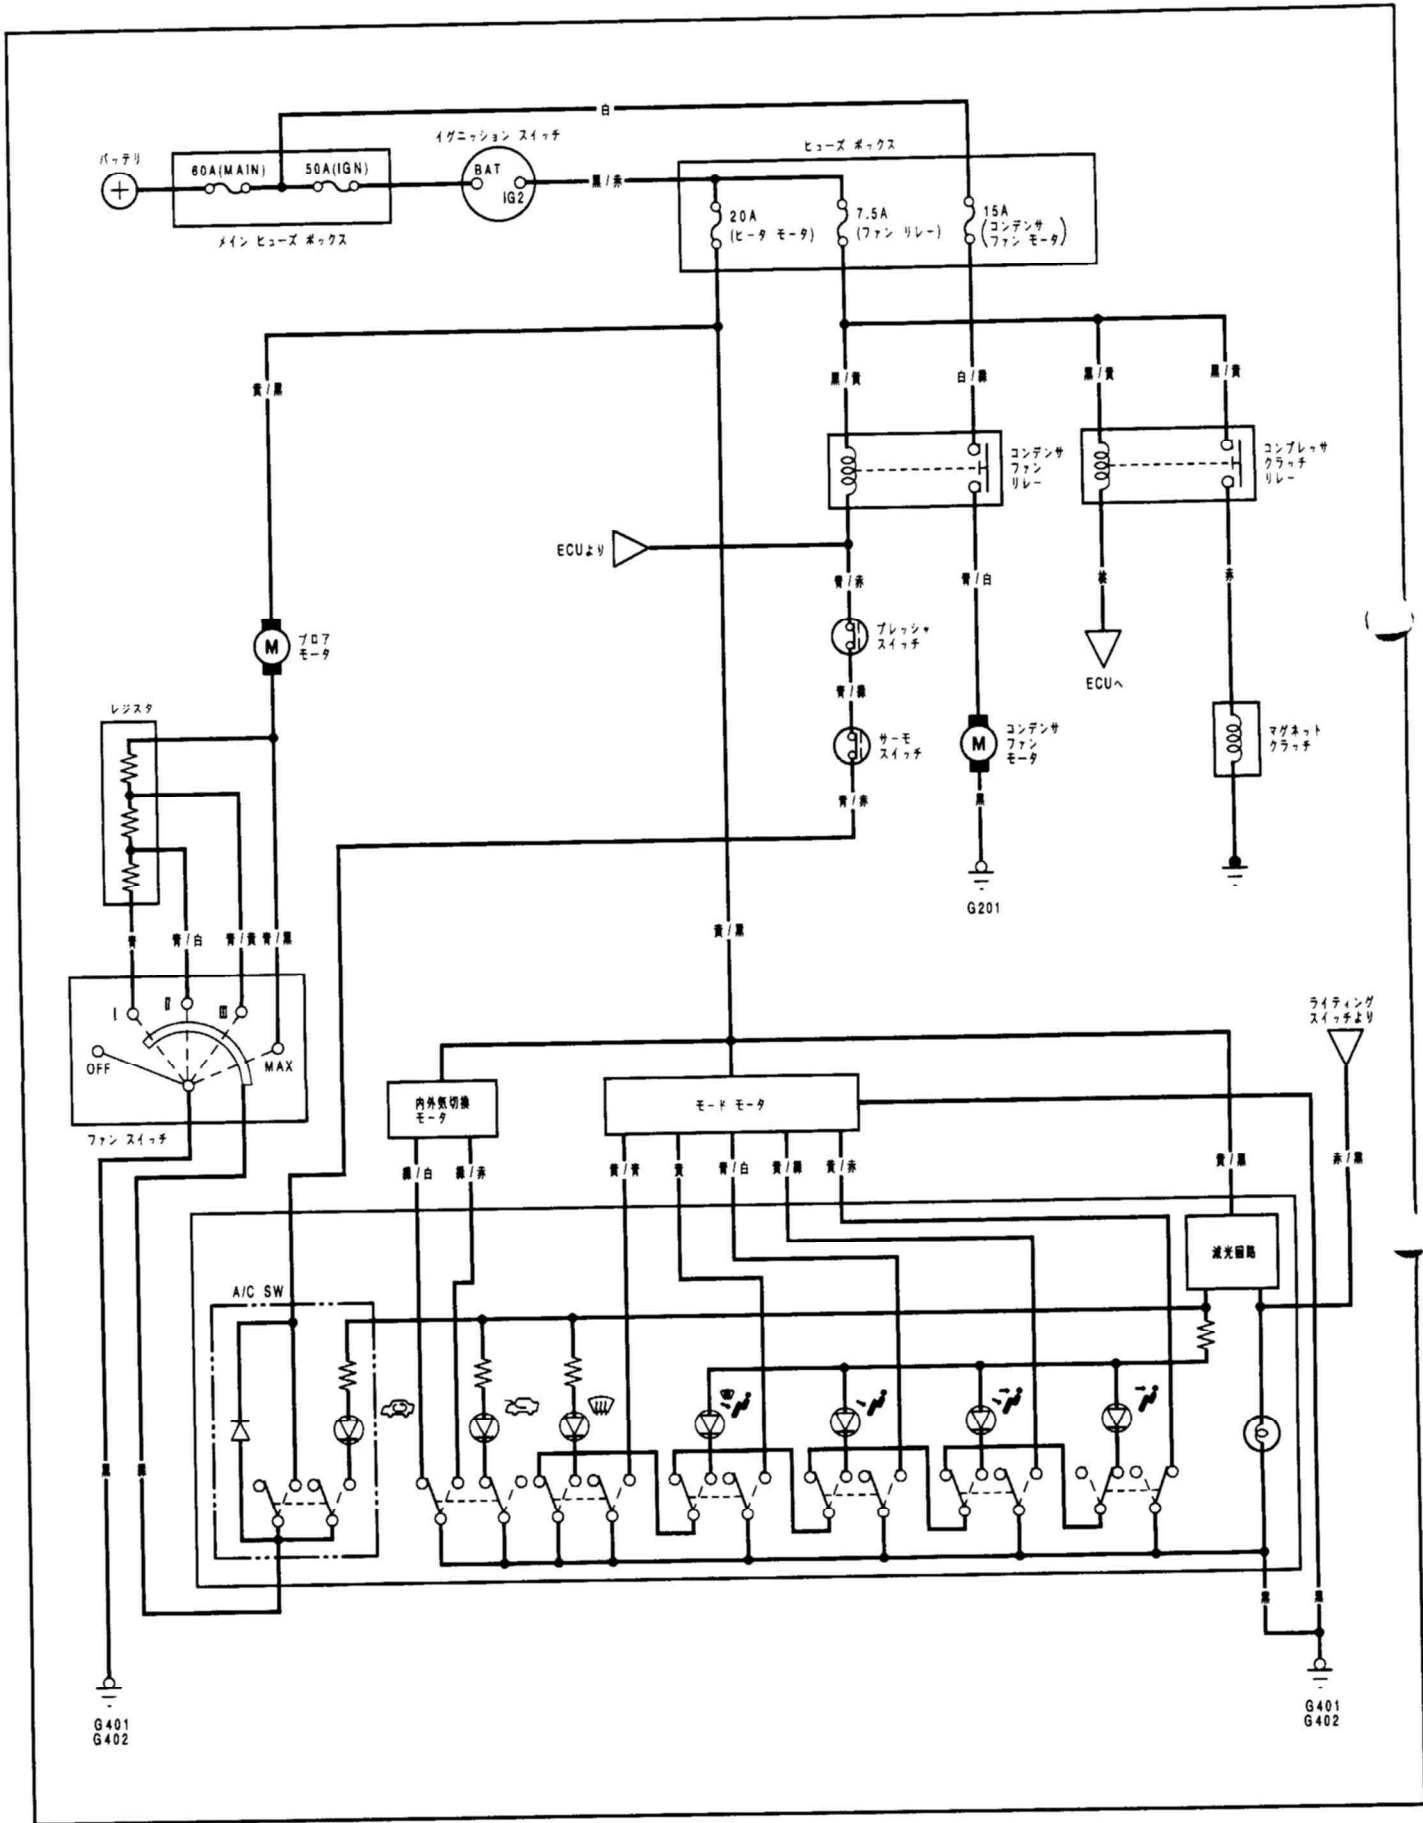 白
イグニッション スイッチ
ヒューズ ボックス
バッテリ
60A(MAIN)
50A(IGN)
BAT
IG2
黒/赤
メイン ヒューズ ボックス
20A
(ヒータ モータ)
7.5A
(ファン リレー)
15A
(コンデンサ
ファン モータ)
黄/黒
黒/黄
白/緑
黒/黄
黒/黄
コンデンサ
ファン
リレー
コンプレッサ
クラッチ
リレー
ECUより
青/赤
青/白
桃
赤
プレッシャ
スイッチ
M
ブロア
モータ
ECUへ
青/緑
レジスタ
サーモ
スイッチ
M
コンデンサ
ファン
モータ
マグネット
クラッチ
青/赤
黒
G201
青
青/白
青/黄
青/黒
黄/黒
I
II
III
OFF
MAX
ファン スイッチ
ライティング
スイッチより
内外気切換
モータ
モード モータ
緑/白
緑/赤
黄/青
黄
青/白
黄/緑
黄/赤
黄/黒
赤/黒
減光回路
A/C SW
黒
緑
黒
黒
G401
G402
G401
G402